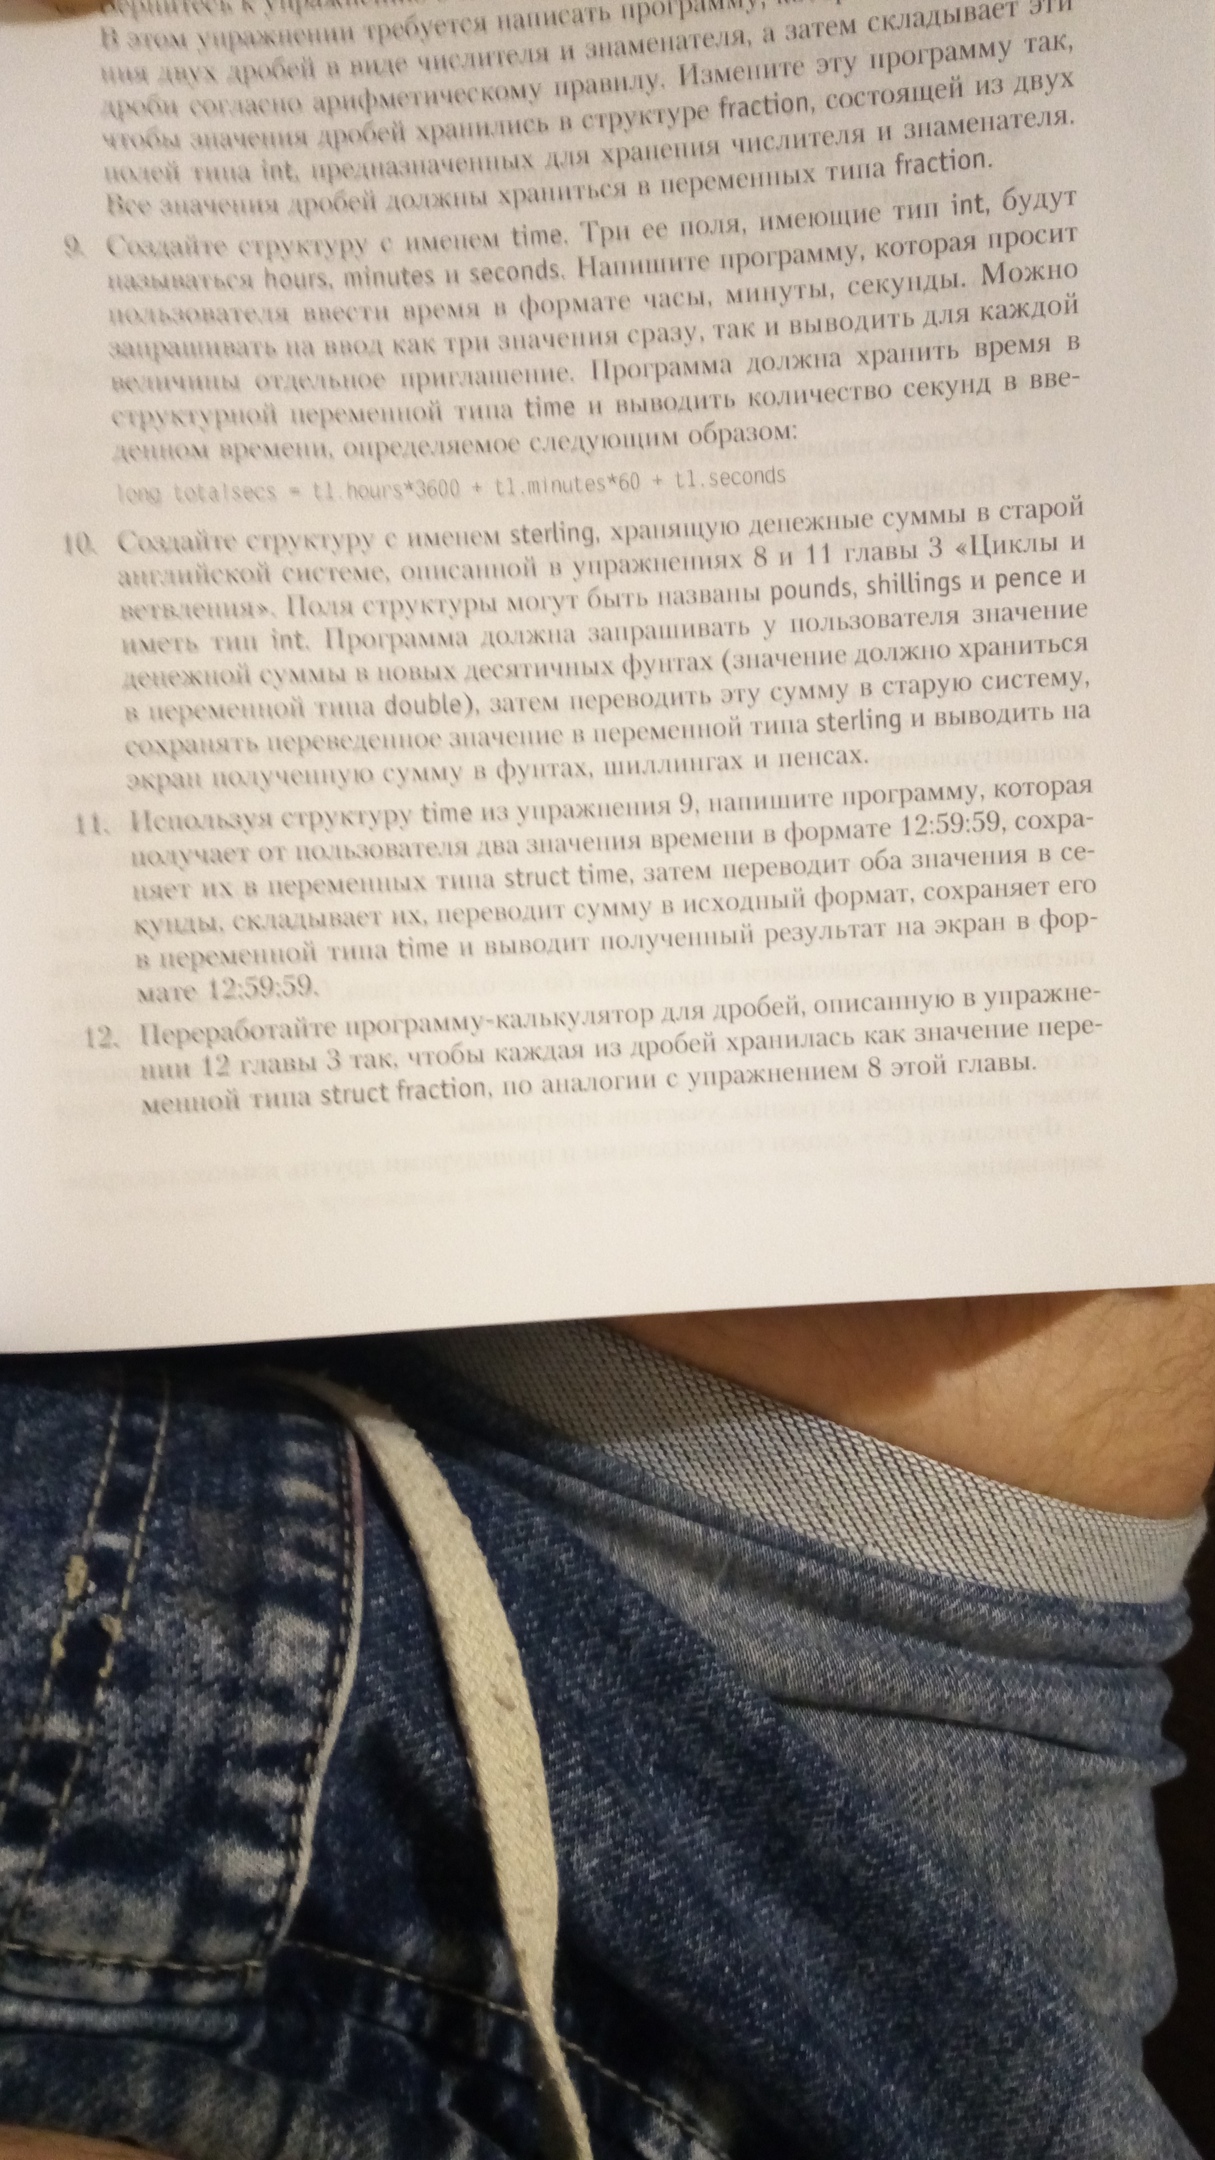 Вернитесь к упражнению
В этом упражнении требуется написать программу,
ния двух дробей в виде числителя и знаменателя, а затем складывает эти
дроби согласно арифметическому правилу. Измените эту программу так,
чтобы значения дробей хранились в структуре fraction, состоящей из двух
полей типа int, предназначенных для хранения числителя и знаменателя.
Все значения дробей должны храниться в переменных типа fraction.
9. Создайте структуру с именем time. Три ее поля, имеющие тип int, будут
называться hours, minutes и seconds. Напишите программу, которая просит
пользователя ввести время в формате часы, минуты, секунды. Можно
запрашивать на ввод как три значения сразу, так и выводить для каждой
величины отдельное приглашение. Программа должна хранить время в
структурной переменной типа time и выводить количество секунд в вве-
денном времени, определяемое следующим образом:
long totalsecs = t1.hours*3600 + t1.minutes*60 + t1.seconds
10. Создайте структуру с именем sterling, хранящую денежные суммы в старой
английской системе, описанной в упражнениях 8 и 11 главы 3 «Циклы и
ветвления». Поля структуры могут быть названы pounds, shillings и pence и
иметь тип int. Программа должна запрашивать у пользователя значение
денежной суммы в новых десятичных фунтах (значение должно храниться
в переменной типа double), затем переводить эту сумму в старую систему,
сохранять переведенное значение в переменной типа sterling и выводить на
экран полученную сумму в фунтах, шиллингах и пенсах.
11. Используя структуру time из упражнения 9, напишите программу, которая
получает от пользователя два значения времени в формате 12:59:59, сохра-
няет их в переменных типа struct time, затем переводит оба значения в се-
кунды, складывает их, переводит сумму в исходный формат, сохраняет его
в переменной типа time и выводит полученный результат на экран в фор-
мате 12:59:59.
12. Переработайте программу-калькулятор для дробей, описанную в упражне-
нии 12 главы 3 так, чтобы каждая из дробей хранилась как значение пере-
менной типа struct fraction, по аналогии с упражнением 8 этой главы.